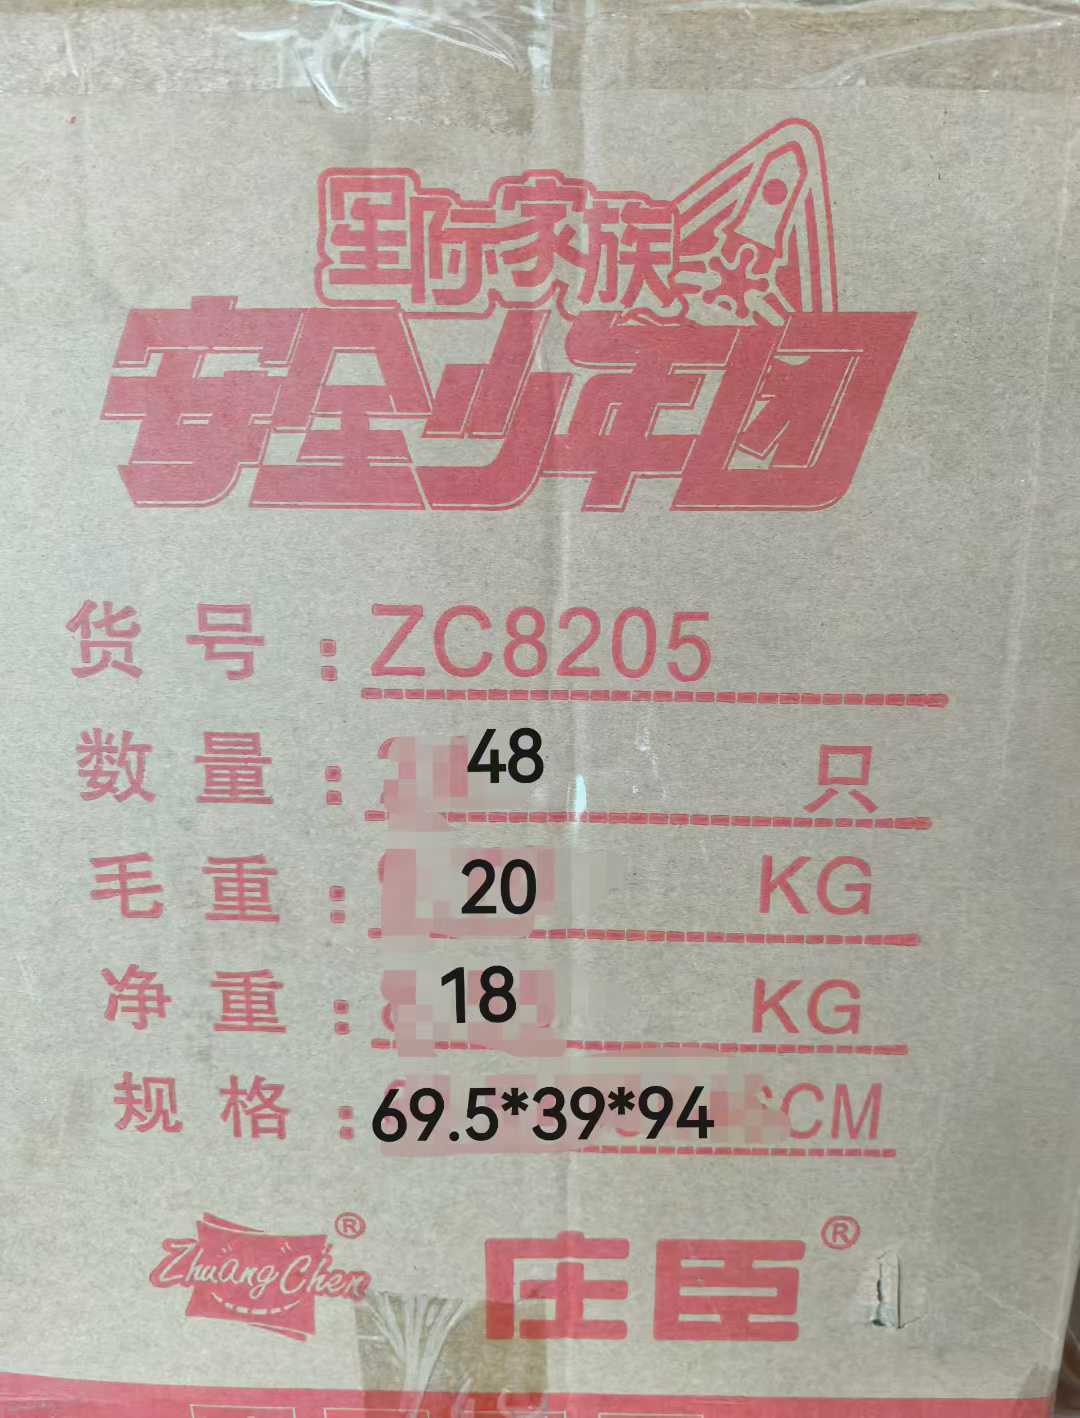 星际家族
安全少年团
货号：ZC8205
数量：48只
毛重：20KG
净重：18KG
规格：69.5*39*94CM
Zhuang Chen® 庄臣®